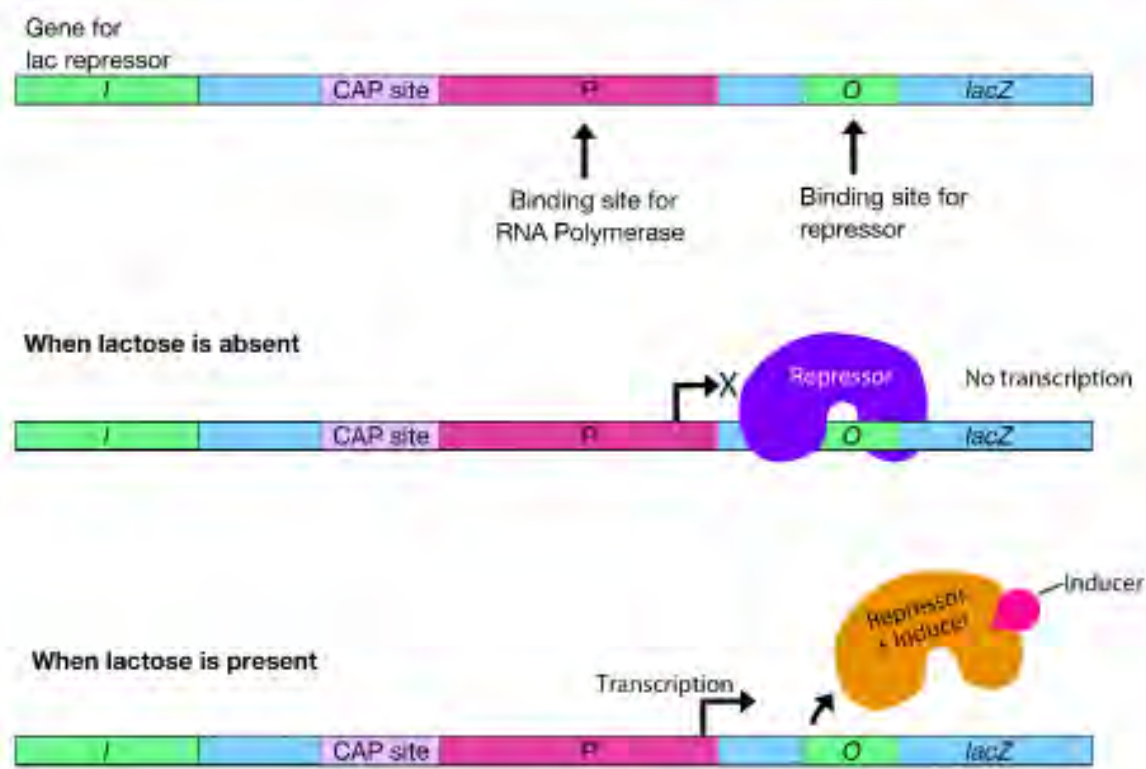 Gene for
lac repressor
I CAP site P O lacZ
Binding site for
RNA Polymerase
Binding site for
repressor
When lactose is absent
X Repressor No transcription
I CAP site P O lacZ
Inducer
Repressor
+ Inducer
When lactose is present
Transcription
I CAP site P O lacZ